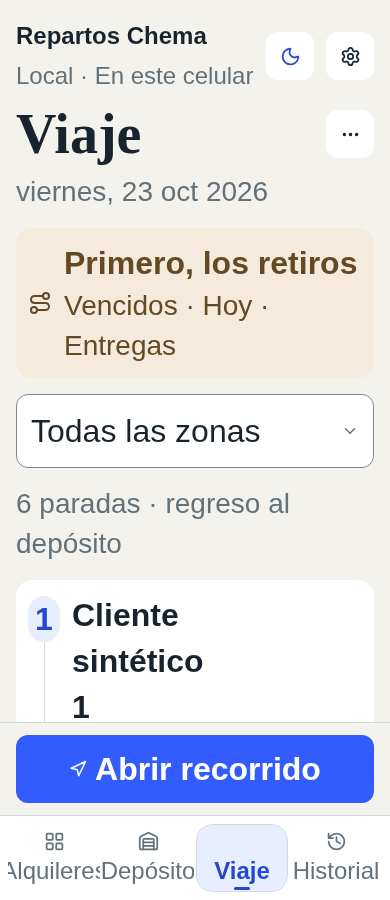 Repartos Chema
Local · En este celular
Viaje
viernes, 23 oct 2026
Primero, los retiros
Vencidos · Hoy ·
Entregas
Todas las zonas
6 paradas · regreso al
depósito
1
Cliente
sintético
1
Abrir recorrido
Alquileres
Depósito
Viaje
Historial